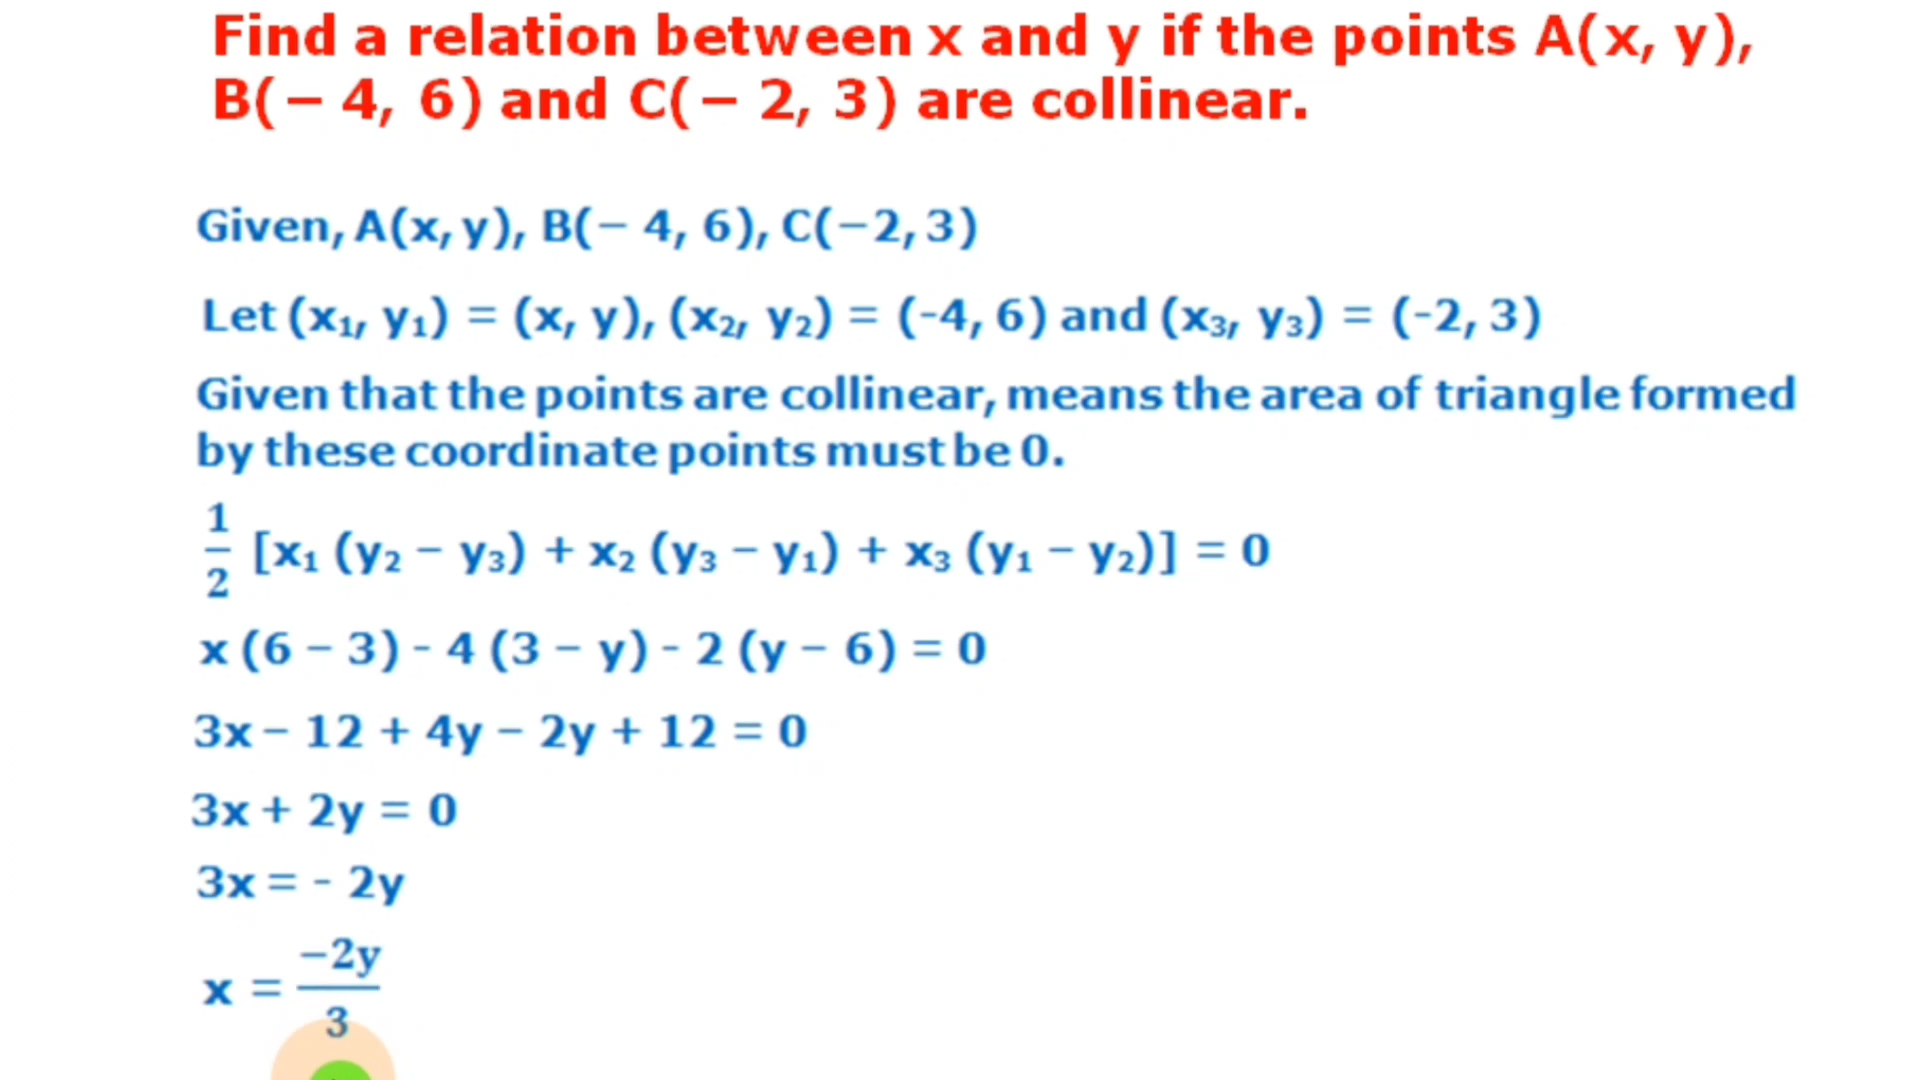 Find a relation between x and y if the points A(x, y),
B(– 4, 6) and C(– 2, 3) are collinear.
Given, A(x, y), B(– 4, 6), C(–2, 3)
Let (x₁, y₁) = (x, y), (x₂, y₂) = (-4, 6) and (x₃, y₃) = (-2, 3)
Given that the points are collinear, means the area of triangle formed
by these coordinate points must be 0.
1/2 [x₁ (y₂ – y₃) + x₂ (y₃ – y₁) + x₃ (y₁ – y₂)] = 0
x (6 – 3) - 4 (3 – y) - 2 (y – 6) = 0
3x – 12 + 4y – 2y + 12 = 0
3x + 2y = 0
3x = - 2y
x = –2y/3